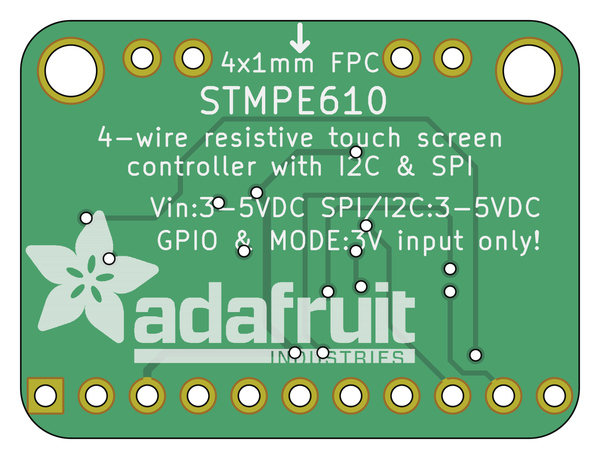 4x1mm FPC
STMPE610
4-wire resistive touch screen
controller with I2C & SPI
Vin:3-5VDC SPI/I2C:3-5VDC
GPIO & MODE:3V input only!
adafruit
INDUSTRIES